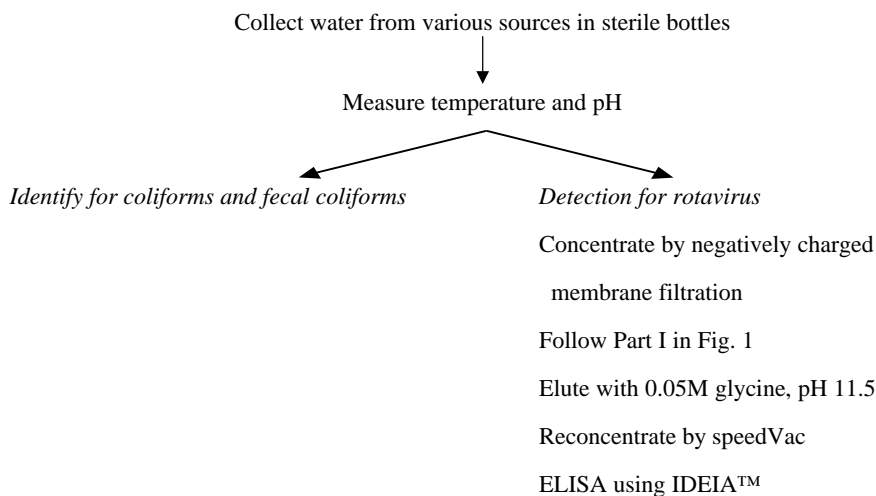 Collect water from various sources in sterile bottles
Measure temperature and pH
Identify for coliforms and fecal coliforms
Detection for rotavirus
Concentrate by negatively charged
membrane filtration
Follow Part I in Fig. 1
Elute with 0.05M glycine, pH 11.5
Reconcentrate by speedVac
ELISA using IDEIA™